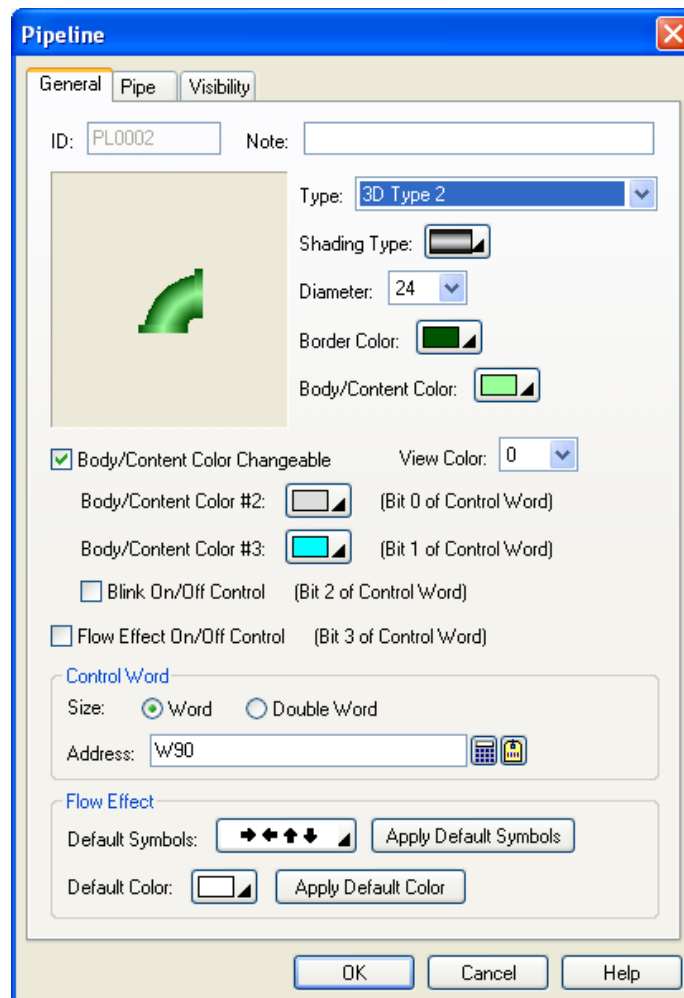 Pipeline
General Pipe Visibility
ID: PL0002 Note:
Type: 3D Type 2
Shading Type:
Diameter: 24
Border Color:
Body/Content Color:
Body/Content Color Changeable View Color: 0
Body/Content Color #2: (Bit 0 of Control Word)
Body/Content Color #3: (Bit 1 of Control Word)
Blink On/Off Control (Bit 2 of Control Word)
Flow Effect On/Off Control (Bit 3 of Control Word)
Control Word
Size: Word Double Word
Address: W90
Flow Effect
Default Symbols: Apply Default Symbols
Default Color: Apply Default Color
OK Cancel Help